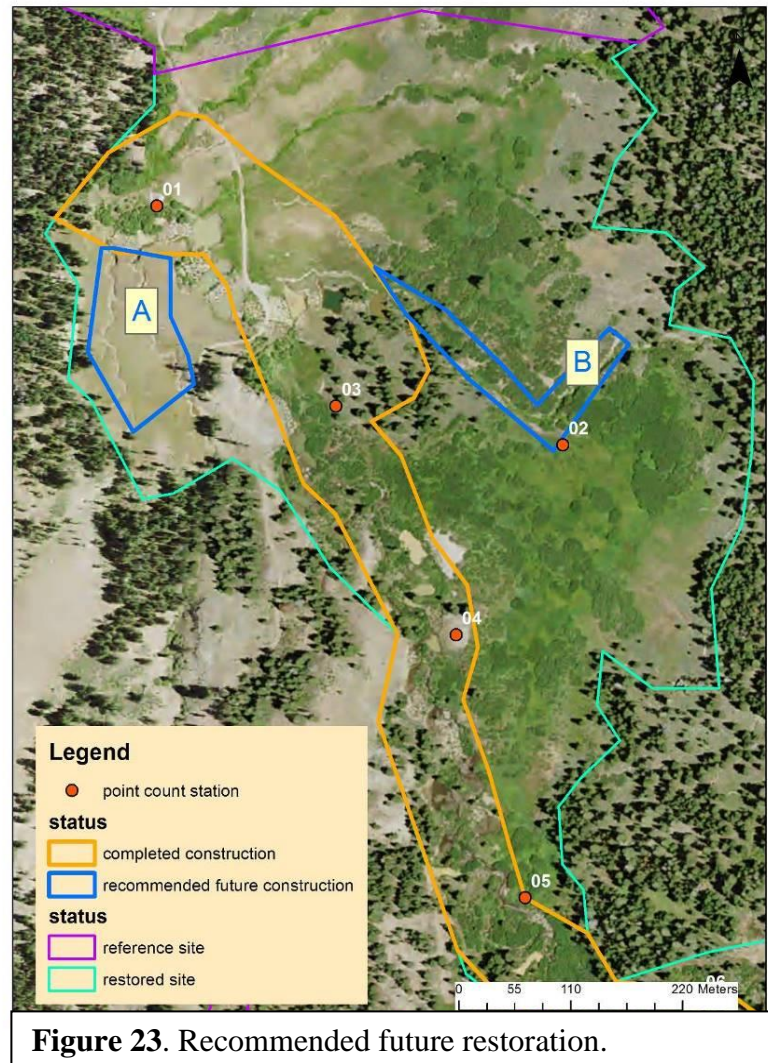 01
A
03
B
02
04
05
06
Legend
point count station
status
completed construction
recommended future construction
status
reference site
restored site
0 55 110 220 Meters
Figure 23. Recommended future restoration.